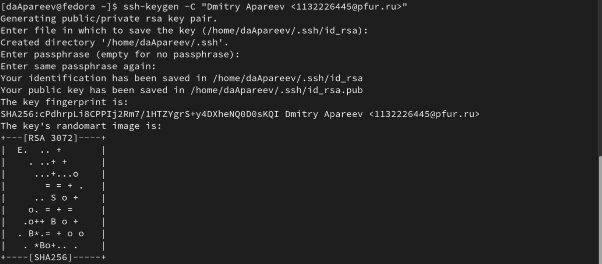 [daApareev@fedora ~]$ ssh-keygen -C "Dmitry Apareev <1132226445@pfur.ru>"
Generating public/private rsa key pair.
Enter file in which to save the key (/home/daApareev/.ssh/id_rsa):
Created directory '/home/daApareev/.ssh'.
Enter passphrase (empty for no passphrase):
Enter same passphrase again:
Your identification has been saved in /home/daApareev/.ssh/id_rsa
Your public key has been saved in /home/daApareev/.ssh/id_rsa.pub
The key fingerprint is:
SHA256:cPdhrpLi8CPPIj2Rm7/1HTZYgrS+y4DXheNQ0D0sKQI Dmitry Apareev <1132226445@pfur.ru>
The key's randomart image is:
+---[RSA 3072]----+
|  E.  .. +       |
|    . ..+ +      |
|     ...+...o    |
|       = = + .   |
|     .. S o +    |
|    o. = + =     |
|   .o++ B o +    |
|  . B*.= + o o   |
|   . *Bo+.. .    |
+----[SHA256]-----+